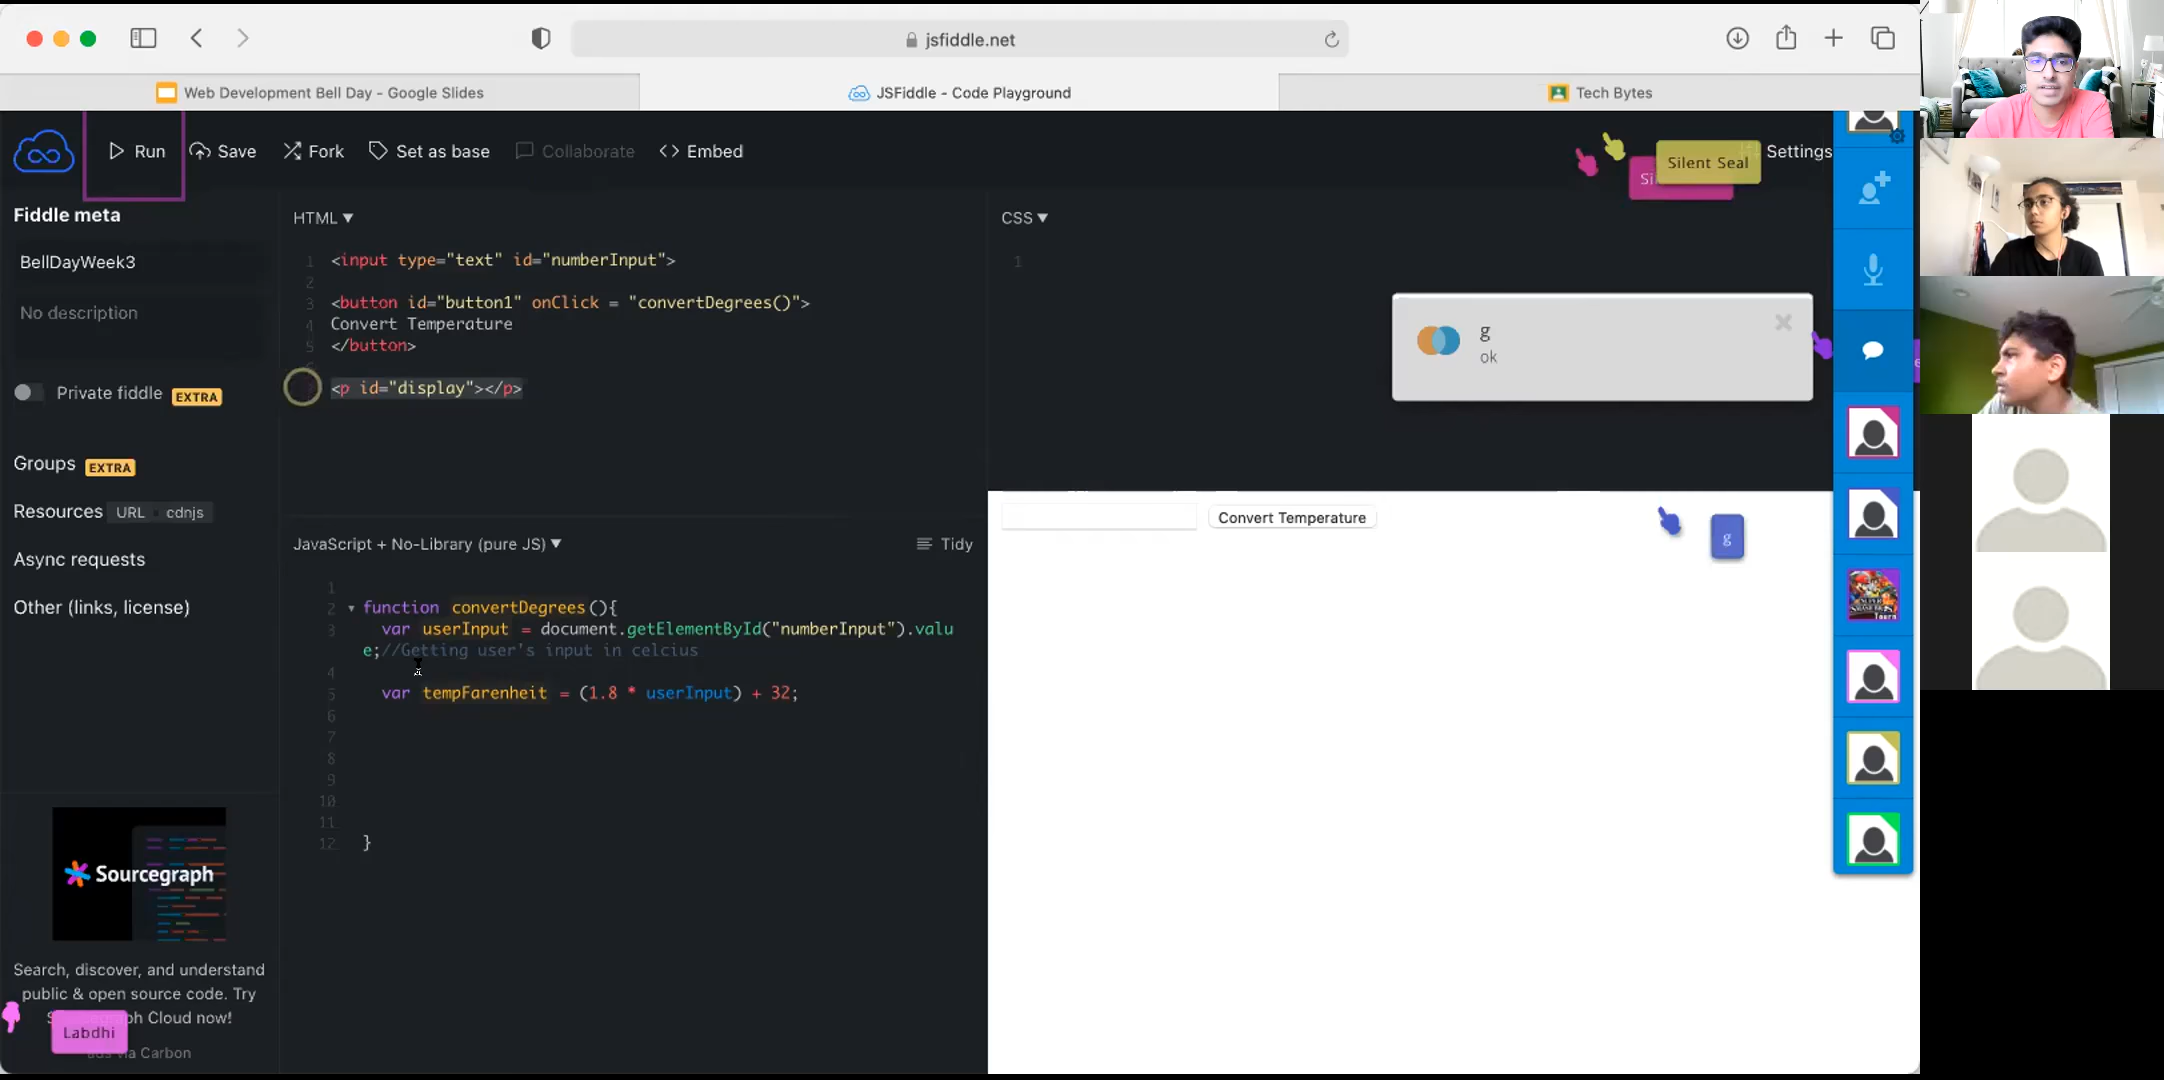 jsfiddle.net
Web Development Bell Day - Google Slides
JSFiddle - Code Playground
Tech Bytes
Run
Save
Fork
Set as base
Collaborate
Embed
Silent Seal
Si
Settings
Fiddle meta
BellDayWeek3
No description
Private fiddle EXTRA
Groups EXTRA
Resources URL cdnjs
Async requests
Other (links, license)
Sourcegraph
Search, discover, and understand
public & open source code. Try
ph Cloud now!
Labdhi
via Carbon
HTML ▼
1 <input type="text" id="numberInput">
2
3 <button id="button1" onClick = "convertDegrees()">
4 Convert Temperature
5 </button>
6
<p id="display"></p>
CSS ▼
1
g
ok
JavaScript + No-Library (pure JS) ▼
Tidy
1
2 function convertDegrees(){
3 var userInput = document.getElementById("numberInput").valu
e;//Getting user's input in celcius
4
5 var tempFarenheit = (1.8 * userInput) + 32;
6
7
8
9
10
11
12 }
Convert Temperature
g